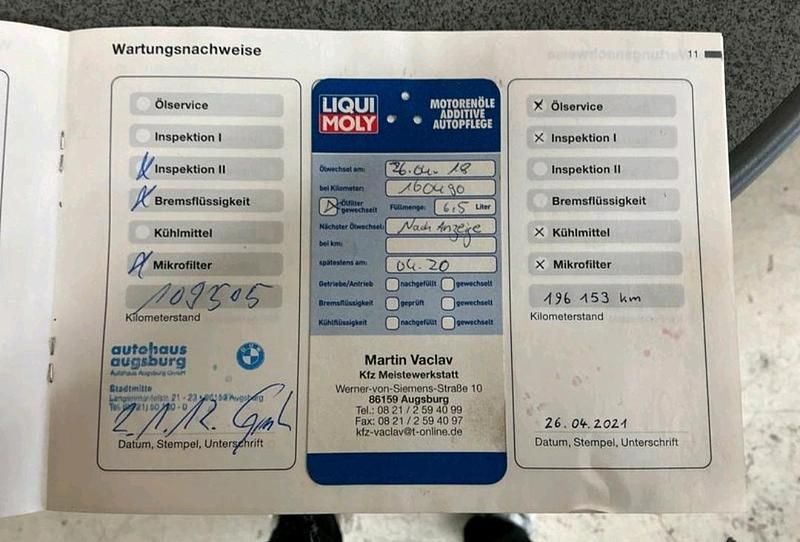 Wartungsnachweise
11
Ölservice
Inspektion I
Inspektion II
Bremsflüssigkeit
Kühlmittel
Mikrofilter
109505
Kilometerstand
autohaus
augsburg
Autohaus Augsburg GmbH
Stadtmitte
Datum, Stempel, Unterschrift
LIQUI
MOLY
MOTORENÖLE
ADDITIVE
AUTOPFLEGE
Ölwechsel am: 26.04.18
bei Kilometer: 160490
Ölfilter
gewechselt
Füllmenge: 6,5 Liter
Nächster Ölwechsel: Nach Anzeige
bei km:
spätestens am: 04.20
Getriebe/Antrieb nachgefüllt gewechselt
Bremsflüssigkeit geprüft gewechselt
Kühlflüssigkeit nachgefüllt gewechselt
Martin Vaclav
Kfz Meistewerkstatt
Werner-von-Siemens-Straße 10
86159 Augsburg
Tel.: 08 21 / 2 59 40 99
Fax: 08 21 / 2 59 40 97
kfz-vaclav@t-online.de
Ölservice
Inspektion I
Inspektion II
Bremsflüssigkeit
Kühlmittel
Mikrofilter
196 153 km
Kilometerstand
26.04.2021
Datum, Stempel, Unterschrift